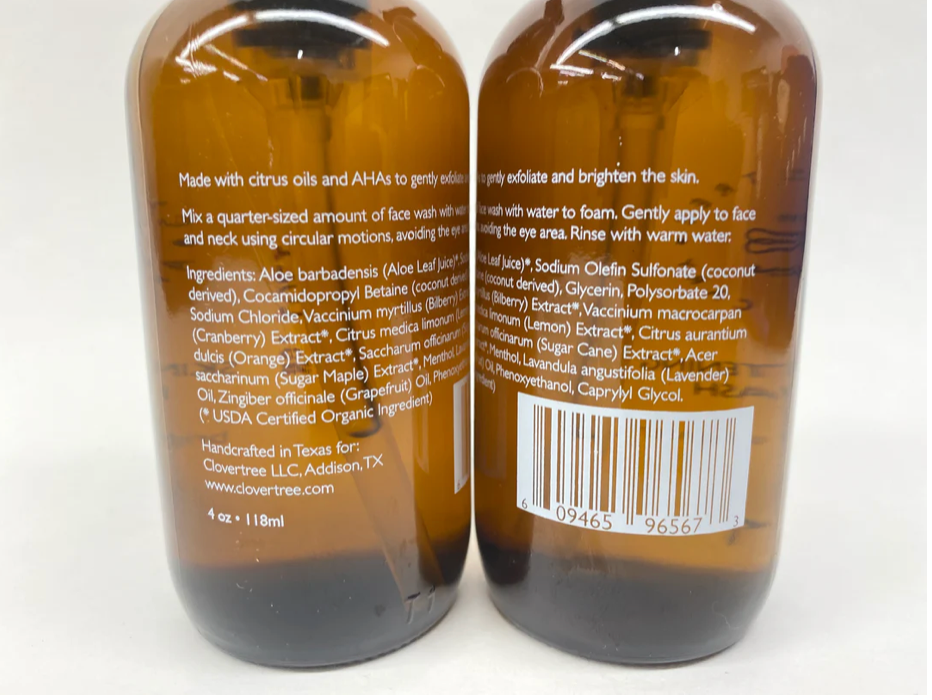 Made with citrus oils and AHAs to gently exfoliate
Mix a quarter-sized amount of face wash with water
and neck using circular motions, avoiding the eye area.
Ingredients: Aloe barbadensis (Aloe Leaf Juice)*,
derived), Cocamidopropyl Betaine (coconut
Sodium Chloride, Vaccinium myrtillus (Bilberry)
(Cranberry) Extract*, Citrus medica limonum
dulcis (Orange) Extract*, Saccharum officinarum
saccharinum (Sugar Maple) Extract*, Menthol,
Oil, Zingiber officinale (Grapefruit) Oil,
(* USDA Certified Organic Ingredient)
Handcrafted in Texas for:
Clovertree LLC, Addison, TX
www.clovertree.com
4 oz • 118ml
to gently exfoliate and brighten the skin.
face wash with water to foam. Gently apply to face
avoiding the eye area. Rinse with warm water.
Leaf Juice)*, Sodium Olefin Sulfonate (coconut
(coconut derived), Glycerin, Polysorbate 20,
(Bilberry) Extract*, Vaccinium macrocarpan
limonum (Lemon) Extract*, Citrus aurantium
officinarum (Sugar Cane) Extract*, Acer
Menthol, Lavandula angustifolia (Lavender)
Oil, Phenoxyethanol, Caprylyl Glycol.
6 09465 96567 3